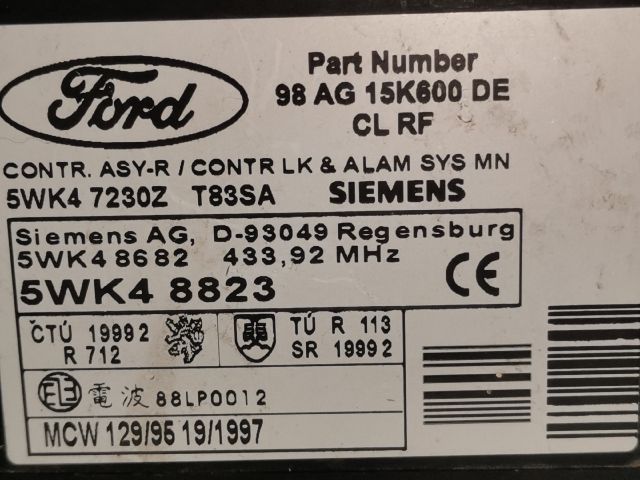 Ford
Part Number
98 AG 15K600 DE
CL RF
CONTR. ASY-R / CONTR LK & ALAM SYS MN
5WK4 7230Z T83SA SIEMENS
Siemens AG, D-93049 Regensburg
5WK4 8682 433,92 MHz
5WK4 8823
CE
ČTÚ 1999 2
R 712
TÚ R 113
SR 1999 2
電波 88LP0012
MCW 129/96 19/1997